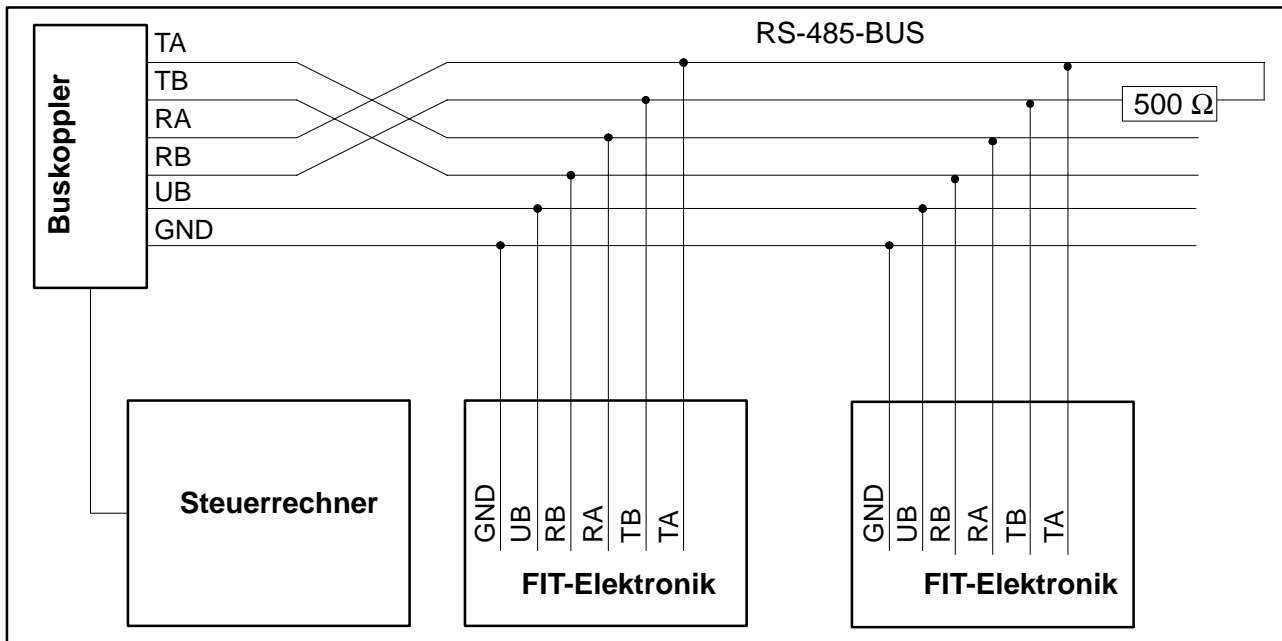 RS-485-BUS
Buskoppler
TA
TB
RA
RB
UB
GND
500 Ω
Steuerrechner
GND
UB
RB
RA
TB
TA
FIT-Elektronik
GND
UB
RB
RA
TB
TA
FIT-Elektronik